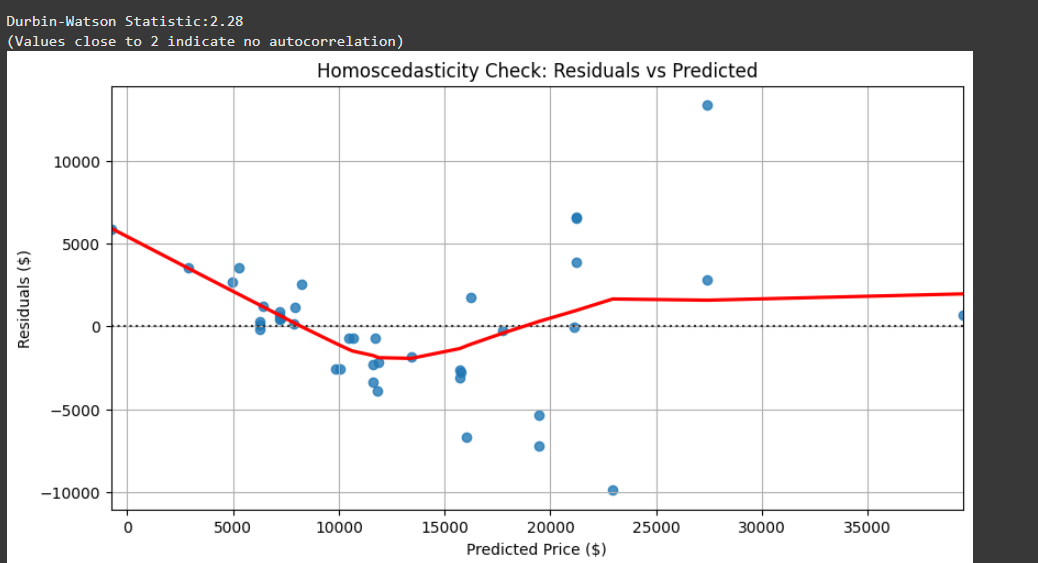 Durbin-Watson Statistic:2.28
(Values close to 2 indicate no autocorrelation)
Homoscedasticity Check: Residuals vs Predicted
10000
5000
0
−5000
−10000
Residuals ($)
0 5000 10000 15000 20000 25000 30000 35000
Predicted Price ($)